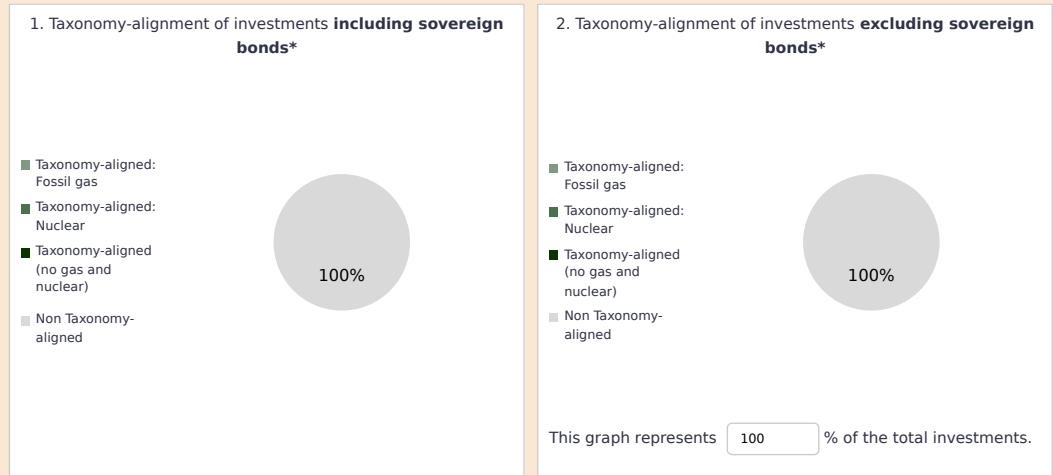 1. Taxonomy-alignment of investments including sovereign
bonds*
Taxonomy-aligned:
Fossil gas
Taxonomy-aligned:
Nuclear
Taxonomy-aligned
(no gas and
nuclear)
Non Taxonomy-
aligned
100%
2. Taxonomy-alignment of investments excluding sovereign
bonds*
Taxonomy-aligned:
Fossil gas
Taxonomy-aligned:
Nuclear
Taxonomy-aligned
(no gas and
nuclear)
Non Taxonomy-
aligned
100%
This graph represents 100 % of the total investments.